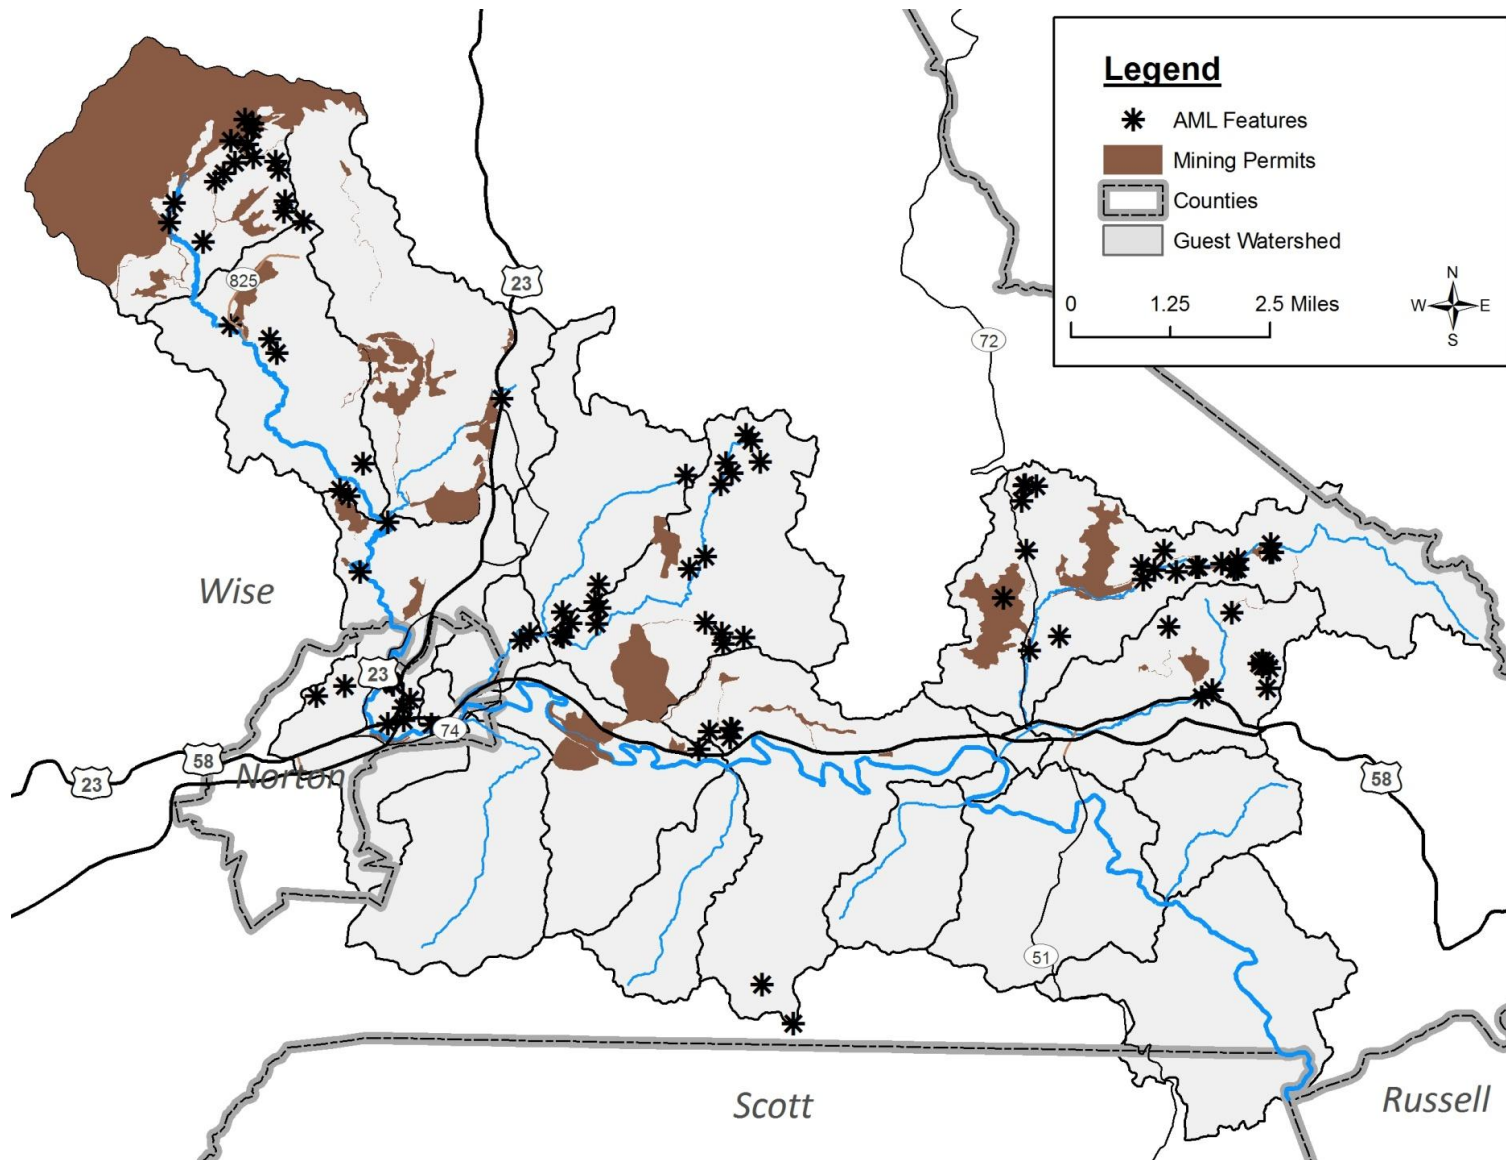 Legend
AML Features
Mining Permits
Counties
Guest Watershed
0 1.25 2.5 Miles
N
W E
S
23
825
72
Wise
23
74
58
23
Norton
58
51
Scott
Russell